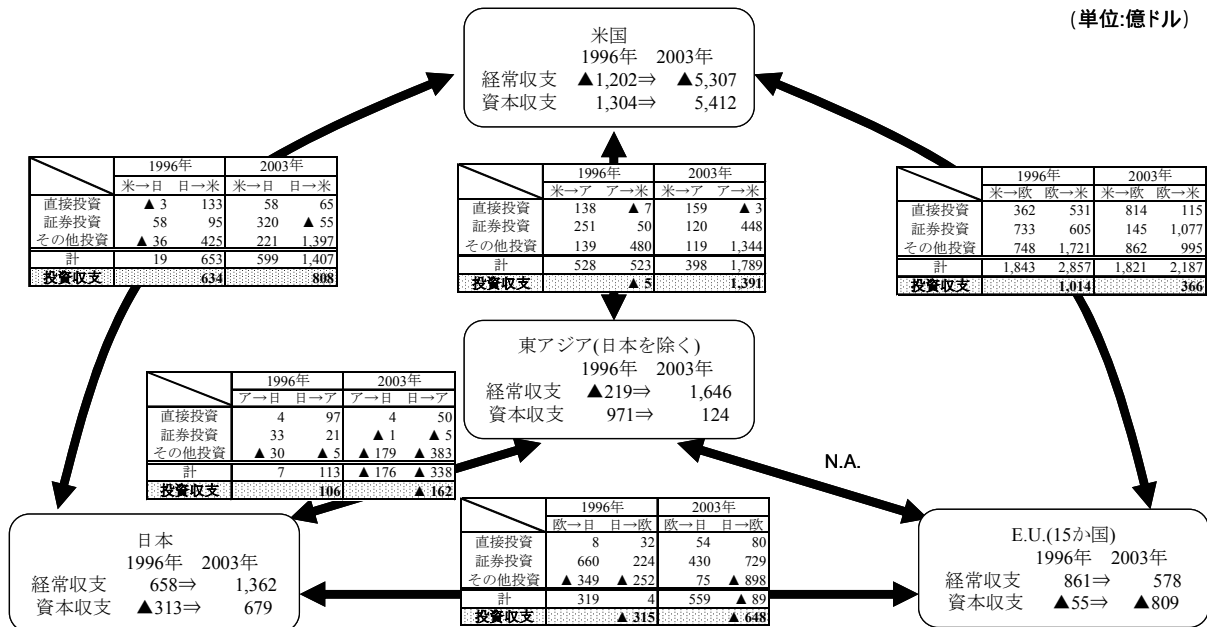 (単位:億ドル)
米国
1996年 2003年
経常収支 ▲1,202⇒ ▲5,307
資本収支 1,304⇒ 5,412
1996年 2003年
米→日 日→米 米→日 日→米
直接投資 ▲ 3 133 58 65
証券投資 58 95 320 ▲ 55
その他投資 ▲ 36 425 221 1,397
計 19 653 599 1,407
投資収支 634 808
1996年 2003年
米→ア ア→米 米→ア ア→米
直接投資 138 ▲ 7 159 ▲ 3
証券投資 251 50 120 448
その他投資 139 480 119 1,344
計 528 523 398 1,789
投資収支 ▲ 5 1,391
1996年 2003年
米→欧 欧→米 米→欧 欧→米
直接投資 362 531 814 115
証券投資 733 605 145 1,077
その他投資 748 1,721 862 995
計 1,843 2,857 1,821 2,187
投資収支 1,014 366
東アジア(日本を除く)
1996年 2003年
経常収支 ▲219⇒ 1,646
資本収支 971⇒ 124
1996年 2003年
ア→日 日→ア ア→日 日→ア
直接投資 4 97 4 50
証券投資 33 21 ▲ 1 ▲ 5
その他投資 ▲ 30 ▲ 5 ▲ 179 ▲ 383
計 7 113 ▲ 176 ▲ 338
投資収支 106 ▲ 162
N.A.
日本
1996年 2003年
経常収支 658⇒ 1,362
資本収支 ▲313⇒ 679
1996年 2003年
欧→日 日→欧 欧→日 日→欧
直接投資 8 32 54 80
証券投資 660 224 430 729
その他投資 ▲ 349 ▲ 252 75 ▲ 898
計 319 4 559 ▲ 89
投資収支 ▲ 315 ▲ 648
E.U.(15か国)
1996年 2003年
経常収支 861⇒ 578
資本収支 ▲55⇒ ▲809